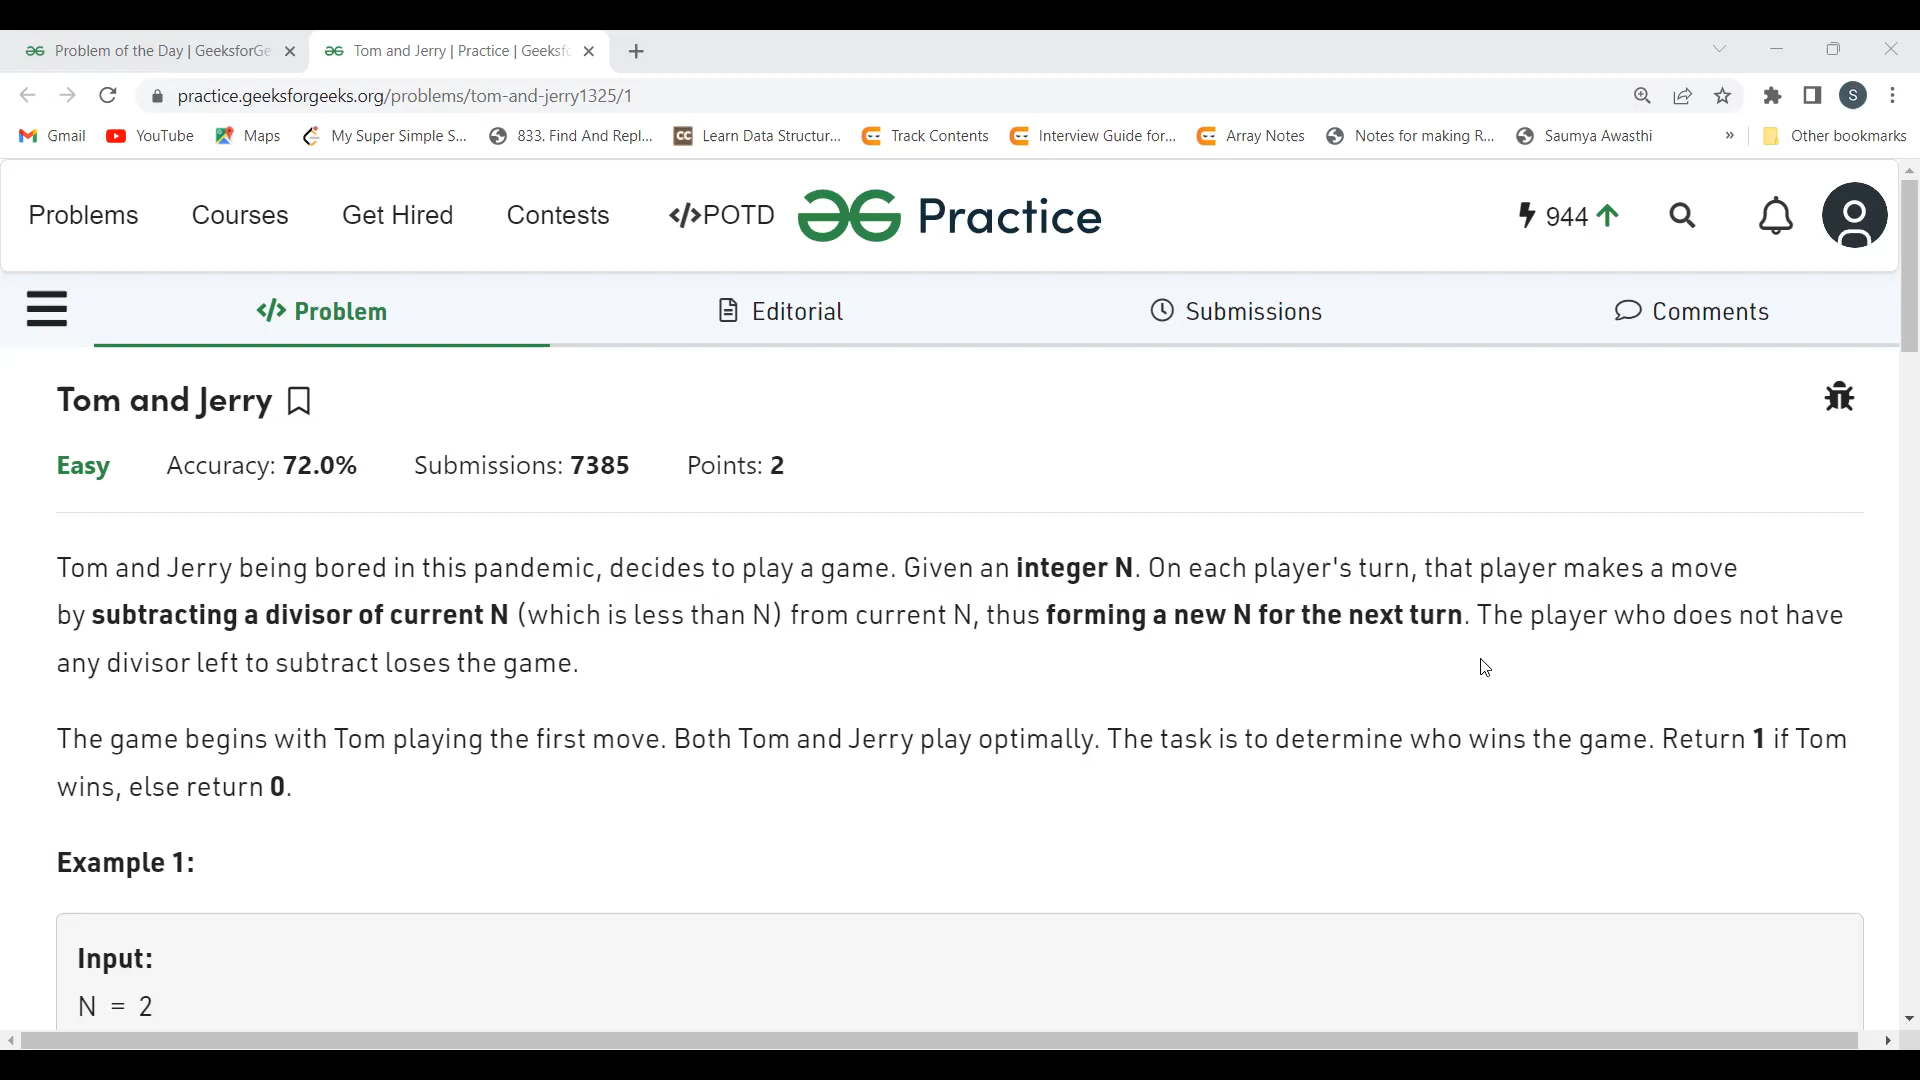 Problem of the Day | GeeksforGe
Tom and Jerry | Practice | Geeksfo
practice.geeksforgeeks.org/problems/tom-and-jerry1325/1
S
Gmail YouTube Maps My Super Simple S... 833. Find And Repl... Learn Data Structur... Track Contents Interview Guide for... Array Notes Notes for making R... Saumya Awasthi » Other bookmarks
Problems Courses Get Hired Contests </>POTD Practice 944
</> Problem Editorial Submissions Comments
Tom and Jerry
Easy Accuracy: 72.0% Submissions: 7385 Points: 2
Tom and Jerry being bored in this pandemic, decides to play a game. Given an integer N. On each player's turn, that player makes a move
by subtracting a divisor of current N (which is less than N) from current N, thus forming a new N for the next turn. The player who does not have
any divisor left to subtract loses the game.
The game begins with Tom playing the first move. Both Tom and Jerry play optimally. The task is to determine who wins the game. Return 1 if Tom
wins, else return 0.
Example 1:
Input:
N = 2